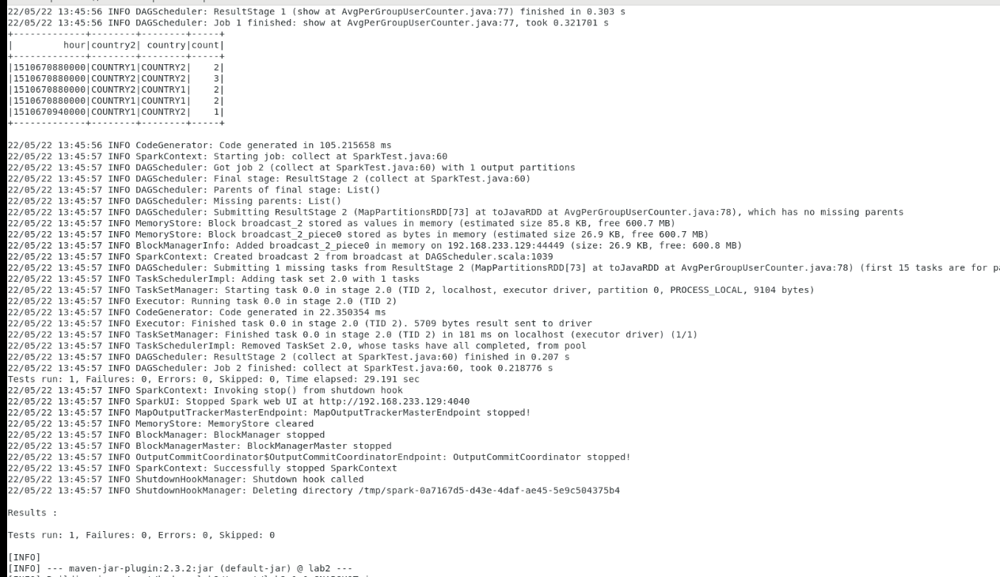 22/05/22 13:45:56 INFO DAGScheduler: ResultStage 1 (show at AvgPerGroupUserCounter.java:77) finished in 0.303 s
22/05/22 13:45:56 INFO DAGScheduler: Job 1 finished: show at AvgPerGroupUserCounter.java:77, took 0.321701 s
+-------------+--------+--------+-----+
|         hour|country2| country|count|
+-------------+--------+--------+-----+
|1510670880000|COUNTRY1|COUNTRY2|    2|
|1510670880000|COUNTRY2|COUNTRY2|    3|
|1510670880000|COUNTRY2|COUNTRY1|    2|
|1510670880000|COUNTRY1|COUNTRY1|    2|
|1510670940000|COUNTRY1|COUNTRY2|    1|
+-------------+--------+--------+-----+
22/05/22 13:45:56 INFO CodeGenerator: Code generated in 105.215658 ms
22/05/22 13:45:57 INFO SparkContext: Starting job: collect at SparkTest.java:60
22/05/22 13:45:57 INFO DAGScheduler: Got job 2 (collect at SparkTest.java:60) with 1 output partitions
22/05/22 13:45:57 INFO DAGScheduler: Final stage: ResultStage 2 (collect at SparkTest.java:60)
22/05/22 13:45:57 INFO DAGScheduler: Parents of final stage: List()
22/05/22 13:45:57 INFO DAGScheduler: Missing parents: List()
22/05/22 13:45:57 INFO DAGScheduler: Submitting ResultStage 2 (MapPartitionsRDD[73] at toJavaRDD at AvgPerGroupUserCounter.java:78), which has no missing parents
22/05/22 13:45:57 INFO MemoryStore: Block broadcast_2 stored as values in memory (estimated size 85.8 KB, free 600.7 MB)
22/05/22 13:45:57 INFO MemoryStore: Block broadcast_2_piece0 stored as bytes in memory (estimated size 26.9 KB, free 600.7 MB)
22/05/22 13:45:57 INFO BlockManagerInfo: Added broadcast_2_piece0 in memory on 192.168.233.129:44449 (size: 26.9 KB, free: 600.8 MB)
22/05/22 13:45:57 INFO SparkContext: Created broadcast 2 from broadcast at DAGScheduler.scala:1039
22/05/22 13:45:57 INFO DAGScheduler: Submitting 1 missing tasks from ResultStage 2 (MapPartitionsRDD[73] at toJavaRDD at AvgPerGroupUserCounter.java:78) (first 15 tasks are for pa
22/05/22 13:45:57 INFO TaskSchedulerImpl: Adding task set 2.0 with 1 tasks
22/05/22 13:45:57 INFO TaskSetManager: Starting task 0.0 in stage 2.0 (TID 2, localhost, executor driver, partition 0, PROCESS_LOCAL, 9104 bytes)
22/05/22 13:45:57 INFO Executor: Running task 0.0 in stage 2.0 (TID 2)
22/05/22 13:45:57 INFO CodeGenerator: Code generated in 22.350354 ms
22/05/22 13:45:57 INFO Executor: Finished task 0.0 in stage 2.0 (TID 2). 5709 bytes result sent to driver
22/05/22 13:45:57 INFO TaskSetManager: Finished task 0.0 in stage 2.0 (TID 2) in 181 ms on localhost (executor driver) (1/1)
22/05/22 13:45:57 INFO TaskSchedulerImpl: Removed TaskSet 2.0, whose tasks have all completed, from pool
22/05/22 13:45:57 INFO DAGScheduler: ResultStage 2 (collect at SparkTest.java:60) finished in 0.207 s
22/05/22 13:45:57 INFO DAGScheduler: Job 2 finished: collect at SparkTest.java:60, took 0.218776 s
Tests run: 1, Failures: 0, Errors: 0, Skipped: 0, Time elapsed: 29.191 sec
22/05/22 13:45:57 INFO SparkContext: Invoking stop() from shutdown hook
22/05/22 13:45:57 INFO SparkUI: Stopped Spark web UI at http://192.168.233.129:4040
22/05/22 13:45:57 INFO MapOutputTrackerMasterEndpoint: MapOutputTrackerMasterEndpoint stopped!
22/05/22 13:45:57 INFO MemoryStore: MemoryStore cleared
22/05/22 13:45:57 INFO BlockManager: BlockManager stopped
22/05/22 13:45:57 INFO BlockManagerMaster: BlockManagerMaster stopped
22/05/22 13:45:57 INFO OutputCommitCoordinator$OutputCommitCoordinatorEndpoint: OutputCommitCoordinator stopped!
22/05/22 13:45:57 INFO SparkContext: Successfully stopped SparkContext
22/05/22 13:45:57 INFO ShutdownHookManager: Shutdown hook called
22/05/22 13:45:57 INFO ShutdownHookManager: Deleting directory /tmp/spark-0a7167d5-d43e-4daf-ae45-5e9c504375b4
Results :
Tests run: 1, Failures: 0, Errors: 0, Skipped: 0
[INFO]
[INFO] --- maven-jar-plugin:2.3.2:jar (default-jar) @ lab2 ---